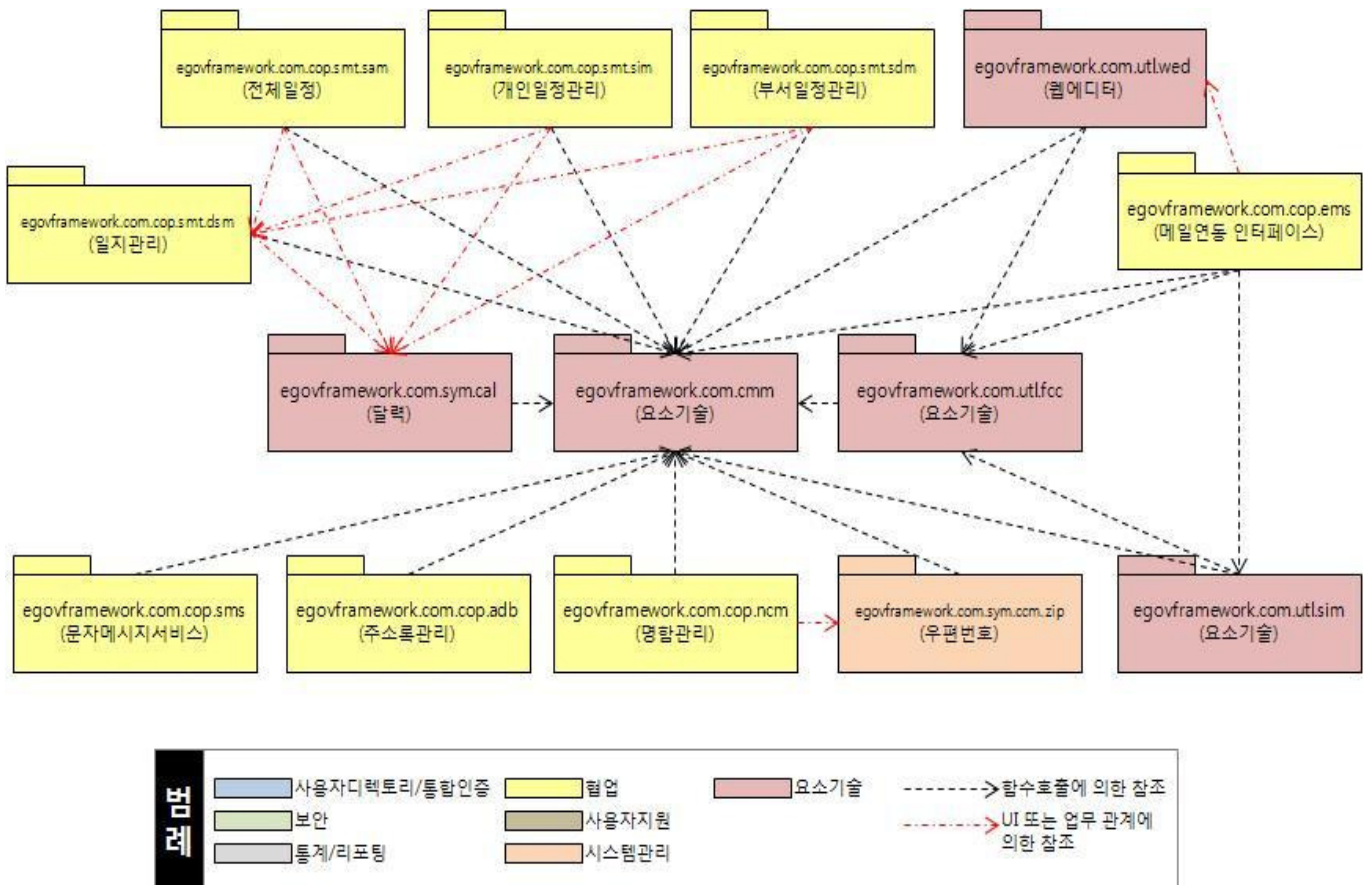 egovframework.com.cop.smt.sam
(전체일정)
egovframework.com.cop.smt.sim
(개인일정관리)
egovframework.com.cop.smt.sdm
(부서일정관리)
egovframework.com.utl.wed
(웹에디터)
egovframework.com.cop.smt.dsm
(일지관리)
egovframework.com.cop.ems
(메일연동 인터페이스)
egovframework.com.sym.cal
(달력)
egovframework.com.cmm
(요소기술)
egovframework.com.utl.fcc
(요소기술)
egovframework.com.cop.sms
(문자메시지서비스)
egovframework.com.cop.adb
(주소록관리)
egovframework.com.cop.ncm
(명함관리)
egovframework.com.sym.ccm.zip
(우편번호)
egovframework.com.utl.sim
(요소기술)
범례
사용자디렉토리/통합인증
협업
요소기술
함수호출에 의한 참조
보안
사용자지원
UI 또는 업무 관계에
의한 참조
통계/리포팅
시스템관리